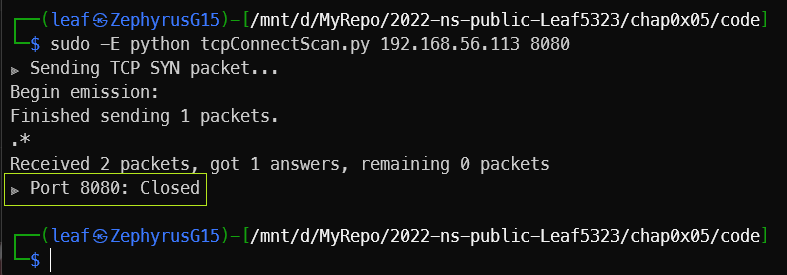 ┌──(leaf㉿ZephyrusG15)-[/mnt/d/MyRepo/2022-ns-public-Leaf5323/chap0x05/code]
└─$ sudo -E python tcpConnectScan.py 192.168.56.113 8080
▶ Sending TCP SYN packet...
Begin emission:
Finished sending 1 packets.
.*
Received 2 packets, got 1 answers, remaining 0 packets
▶ Port 8080: Closed
┌──(leaf㉿ZephyrusG15)-[/mnt/d/MyRepo/2022-ns-public-Leaf5323/chap0x05/code]
└─$